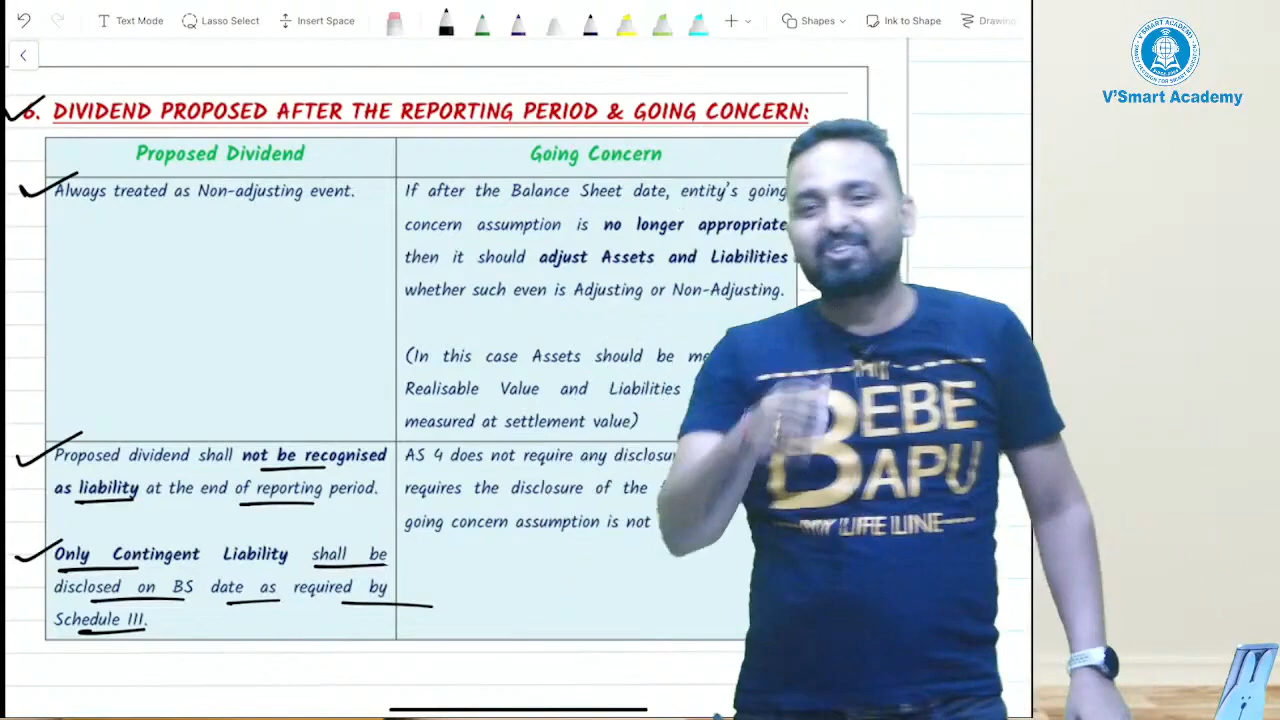 Text Mode
Lasso Select
Insert Space
Shapes
Ink to Shape
Drawing
V'SMART ACADEMY
V'Smart Academy
6. DIVIDEND PROPOSED AFTER THE REPORTING PERIOD & GOING CONCERN:
Proposed Dividend
Going Concern
Always treated as Non-adjusting event.
If after the Balance Sheet date, entity's going
concern assumption is no longer appropriate
then it should adjust Assets and Liabilities
whether such even is Adjusting or Non-Adjusting.
(In this case Assets should be
Realisable Value and Liabilities
measured at settlement value)
Proposed dividend shall not be recognised
as liability at the end of reporting period.
Only Contingent Liability shall be
disclosed on BS date as required by
Schedule III.
AS 4 does not require any
requires the disclosure of the
going concern assumption is not
BEBE
BAPU
MY LIFE LINE